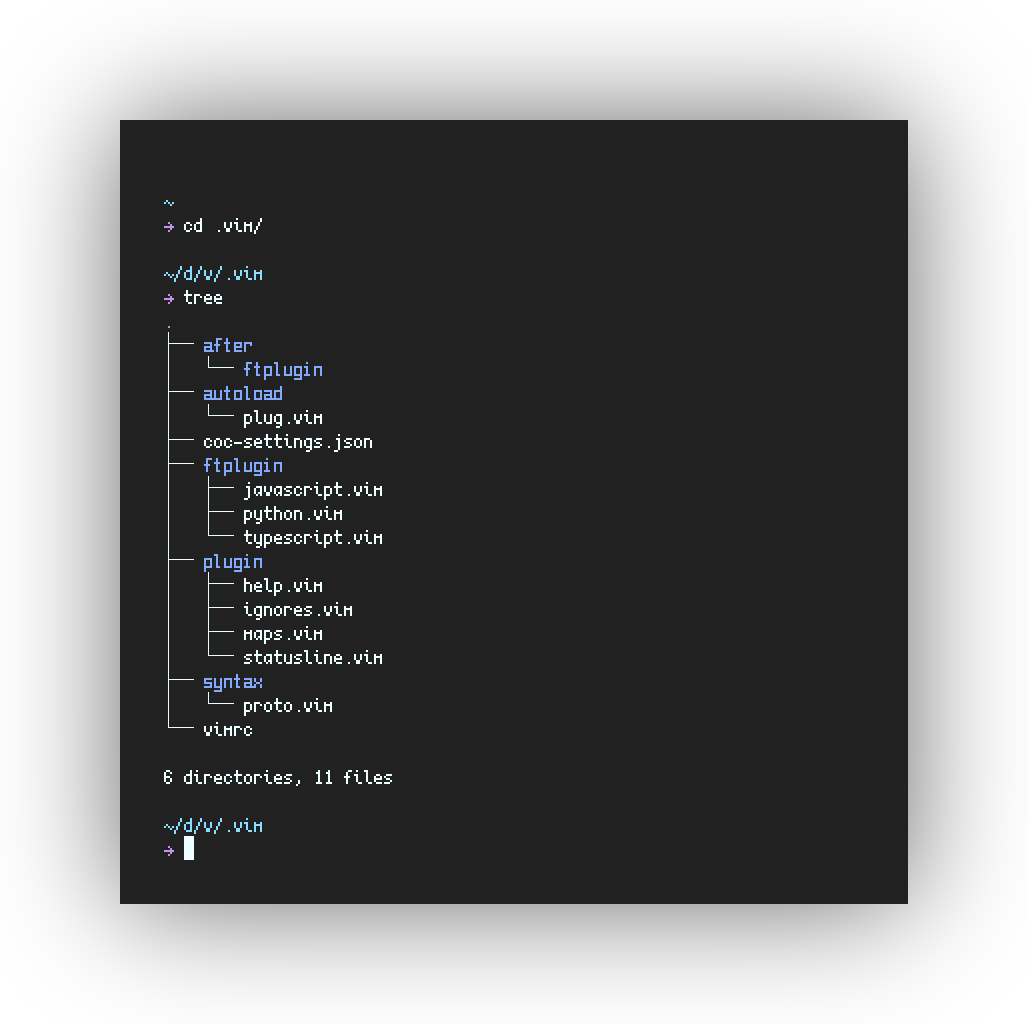 ~
→ cd .vim/
~/d/v/.vim
→ tree
.
├── after
│   └── ftplugin
├── autoload
│   └── plug.vim
├── coc-settings.json
├── ftplugin
│   ├── javascript.vim
│   ├── python.vim
│   └── typescript.vim
├── plugin
│   ├── help.vim
│   ├── ignores.vim
│   ├── maps.vim
│   └── statusline.vim
├── syntax
│   └── proto.vim
└── vimrc
6 directories, 11 files
~/d/v/.vim
→